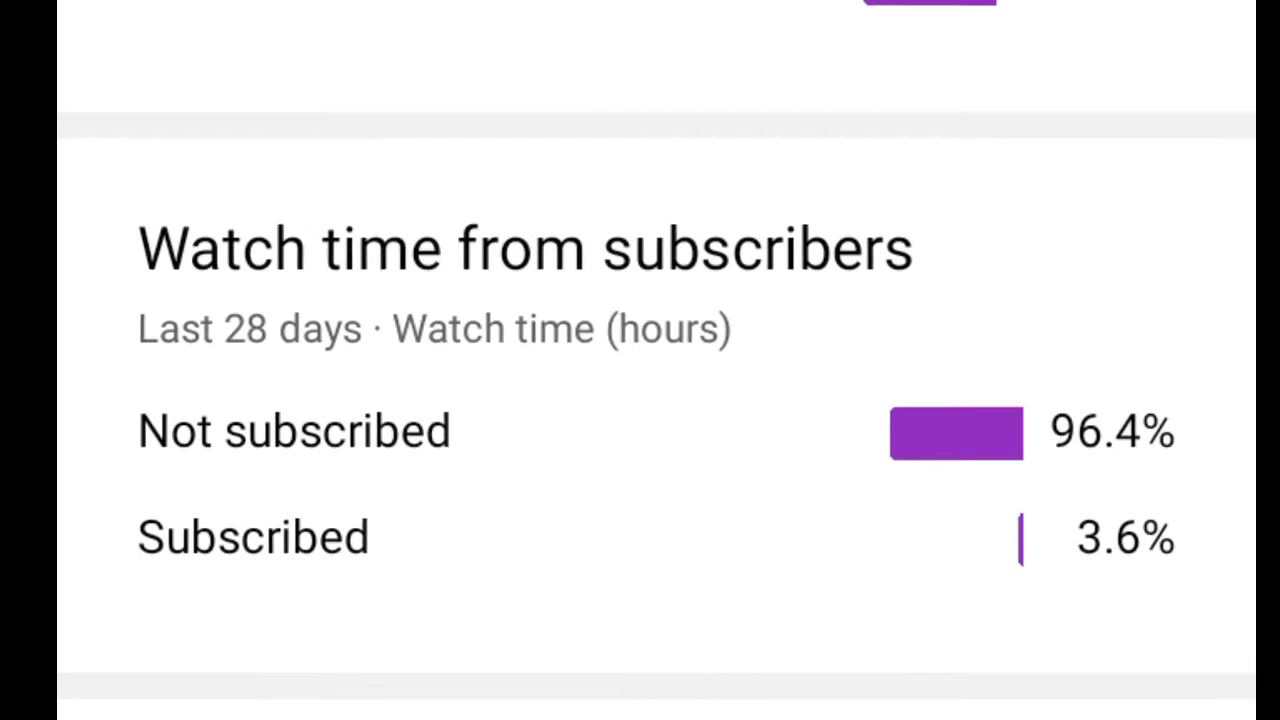 Watch time from subscribers
Last 28 days · Watch time (hours)
Not subscribed 96.4%
Subscribed 3.6%